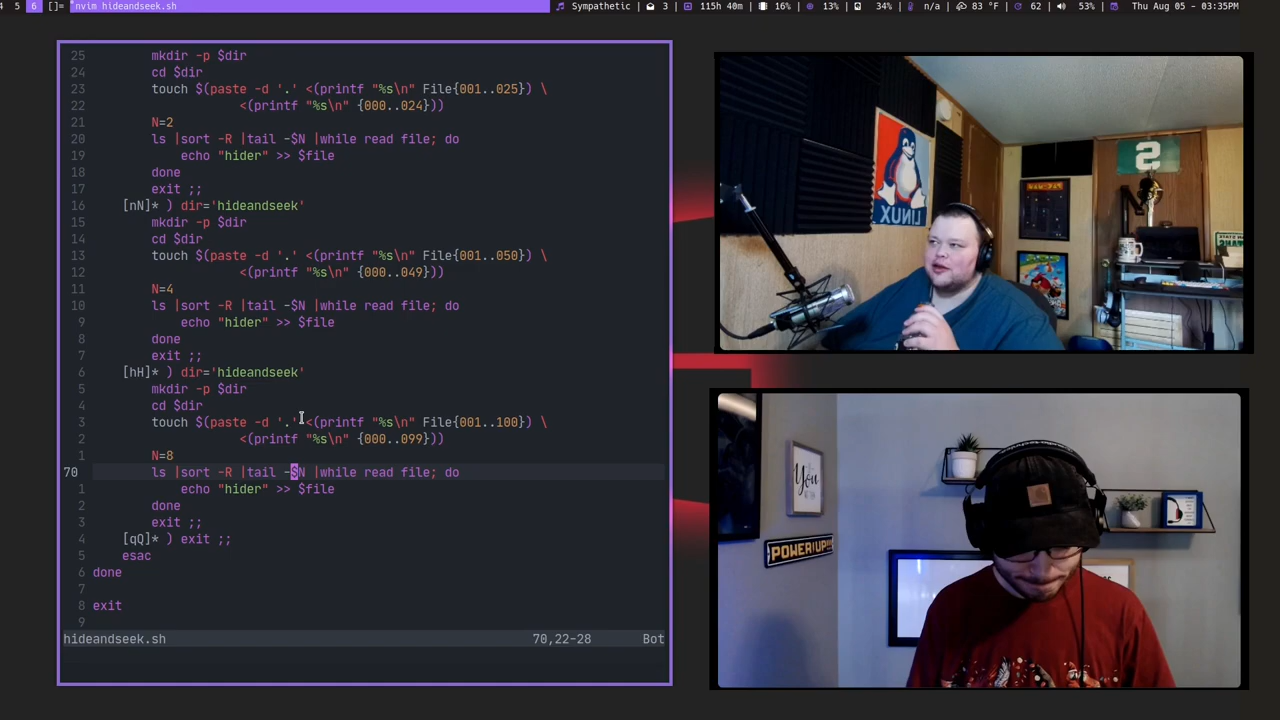 4 5 6 []= nvim hideandseek.sh Sympathetic | 3 | 115h 40m | 16% | 13% | 34% | n/a | 83 °F | 62 | 53% | Thu Aug 05 - 03:35PM
25 mkdir -p $dir
24 cd $dir
23 touch $(paste -d '.' <(printf "%s\n" File{001..025}) \
22 <(printf "%s\n" {000..024}))
21 N=2
20 ls |sort -R |tail -$N |while read file; do
19 echo "hider" >> $file
18 done
17 exit ;;
16 [nN]* ) dir='hideandseek'
15 mkdir -p $dir
14 cd $dir
13 touch $(paste -d '.' <(printf "%s\n" File{001..050}) \
12 <(printf "%s\n" {000..049}))
11 N=4
10 ls |sort -R |tail -$N |while read file; do
9 echo "hider" >> $file
8 done
7 exit ;;
6 [hH]* ) dir='hideandseek'
5 mkdir -p $dir
4 cd $dir
3 touch $(paste -d '.' <(printf "%s\n" File{001..100}) \
2 <(printf "%s\n" {000..099}))
1 N=8
70 ls |sort -R |tail -$N |while read file; do
1 echo "hider" >> $file
2 done
3 exit ;;
4 [qQ]* ) exit ;;
5 esac
6 done
7
8 exit
9
hideandseek.sh 70,22-28 Bot
LINUX
S
You
POWER UP!